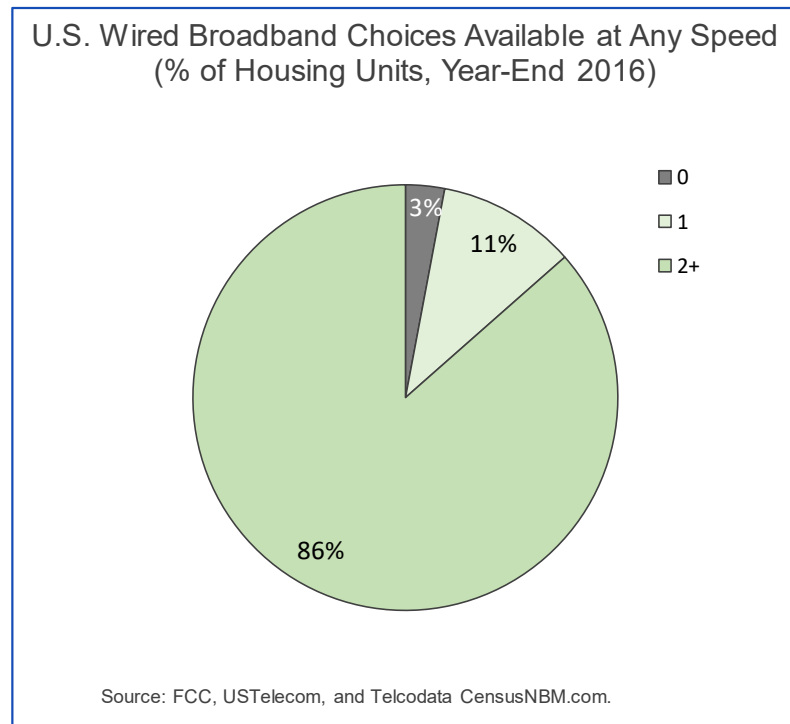 U.S. Wired Broadband Choices Available at Any Speed
(% of Housing Units, Year-End 2016)
0
3%
1
11%
2+
86%
Source: FCC, USTelecom, and Telcodata CensusNBM.com.